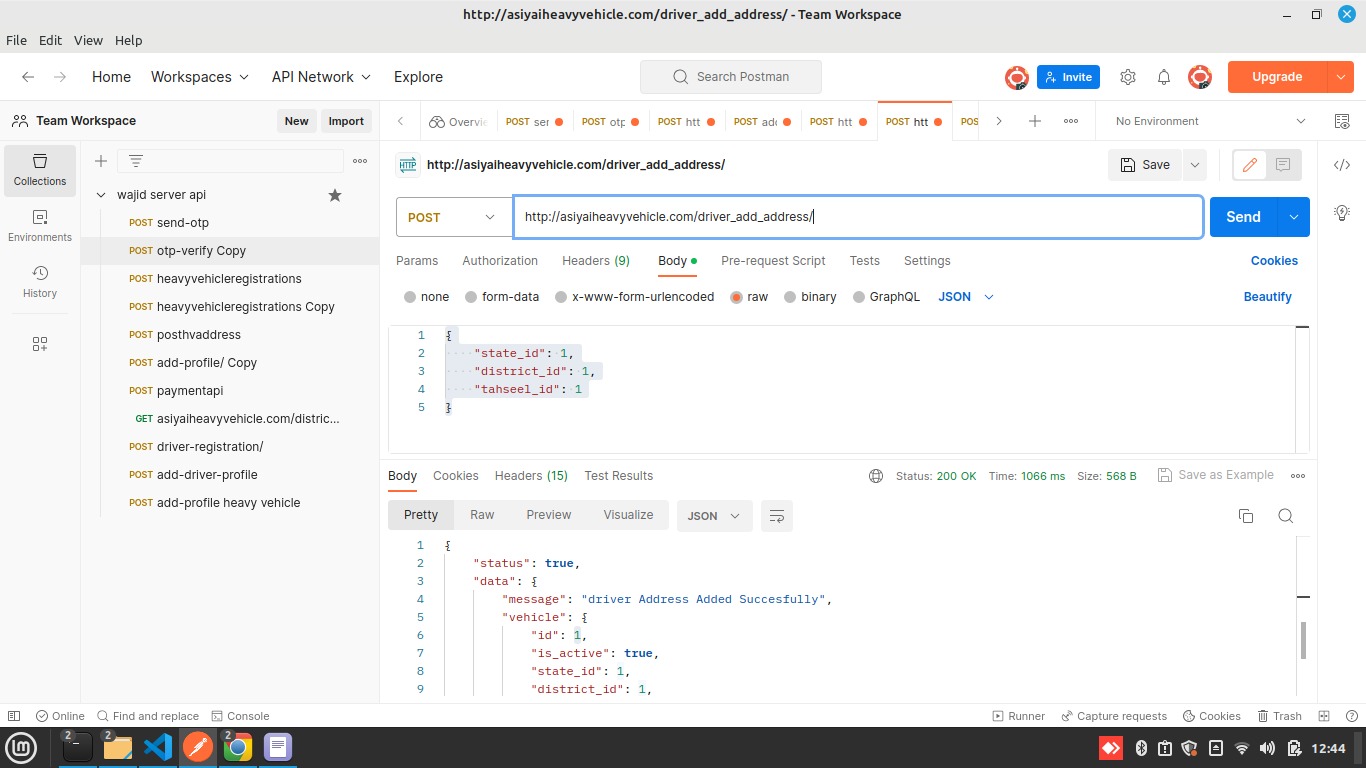 http://asiyaiheavyvehicle.com/driver_add_address/ - Team Workspace
File Edit View Help
Home Workspaces API Network Explore
Search Postman
Invite
Upgrade
Team Workspace
New Import
Overvie
POST ser
POST otp
POST htt
POST adc
POST htt
POST htt
POS
No Environment
Collections
Environments
History
wajid server api
POST send-otp
POST otp-verify Copy
POST heavyvehicleregistrations
POST heavyvehicleregistrations Copy
POST posthvaddress
POST add-profile/ Copy
POST paymentapi
GET asiyaiheavyvehicle.com/distric...
POST driver-registration/
POST add-driver-profile
POST add-profile heavy vehicle
HTTP http://asiyaiheavyvehicle.com/driver_add_address/
Save
POST http://asiyaiheavyvehicle.com/driver_add_address/
Send
Params Authorization Headers (9) Body Pre-request Script Tests Settings Cookies
none form-data x-www-form-urlencoded raw binary GraphQL JSON Beautify
1 {
2 "state_id": 1,
3 "district_id": 1,
4 "tahseel_id": 1
5 }
Body Cookies Headers (15) Test Results Status: 200 OK Time: 1066 ms Size: 568 B Save as Example
Pretty Raw Preview Visualize JSON
1 {
2 "status": true,
3 "data": {
4 "message": "driver Address Added Succesfully",
5 "vehicle": {
6 "id": 1,
7 "is_active": true,
8 "state_id": 1,
9 "district_id": 1,
Online Find and replace Console Runner Capture requests Cookies Trash
2
2
2
12:44